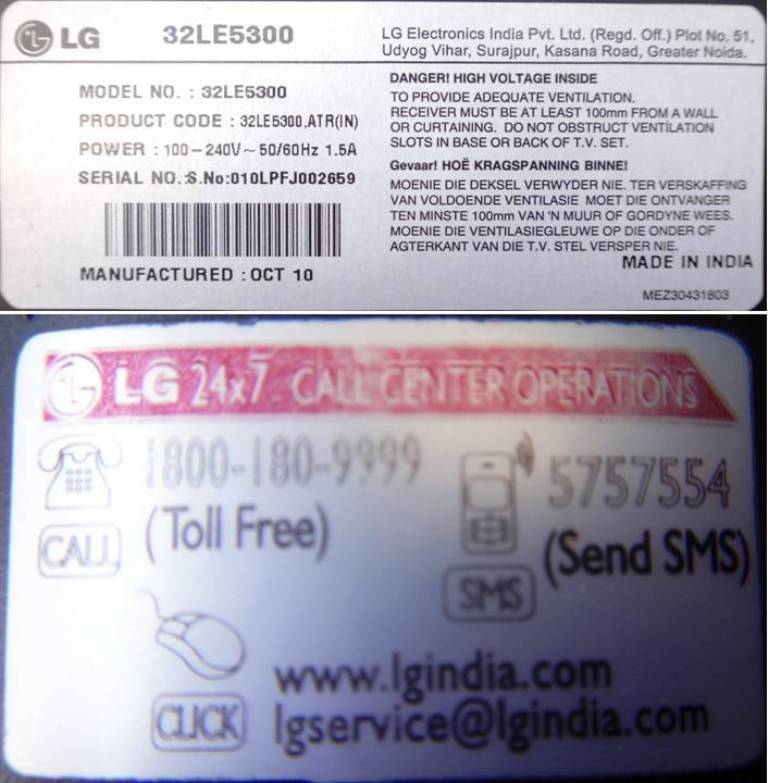 LG 32LE5300
LG Electronics India Pvt. Ltd. (Regd. Off.) Plot No. 51,
Udyog Vihar, Surajpur, Kasana Road, Greater Noida.
MODEL NO. : 32LE5300
PRODUCT CODE : 32LE5300.ATR(IN)
POWER : 100-240V~ 50/60Hz 1.5A
SERIAL NO.:S.No:010LPFJ002659
MANUFACTURED : OCT 10
DANGER! HIGH VOLTAGE INSIDE
TO PROVIDE ADEQUATE VENTILATION.
RECEIVER MUST BE AT LEAST 100mm FROM A WALL
OR CURTAINING. DO NOT OBSTRUCT VENTILATION
SLOTS IN BASE OR BACK OF T.V. SET.
Gevaar! HOË KRAGSPANNING BINNE!
MOENIE DIE DEKSEL VERWYDER NIE. TER VERSKAFFING
VAN VOLDOENDE VENTILASIE MOET DIE ONTVANGER
TEN MINSTE 100mm VAN 'N MUUR OF GORDYNE WEES.
MOENIE DIE VENTILASIEGLEUWE OP DIE ONDER OF
AGTERKANT VAN DIE T.V. STEL VERSPER NIE.
MADE IN INDIA
MEZ30431803
LG 24x7 CALL CENTER OPERATIONS
1800-180-9999
(Toll Free)
CALL
5757554
(Send SMS)
SMS
www.lgindia.com
CLICK lgservice@lgindia.com